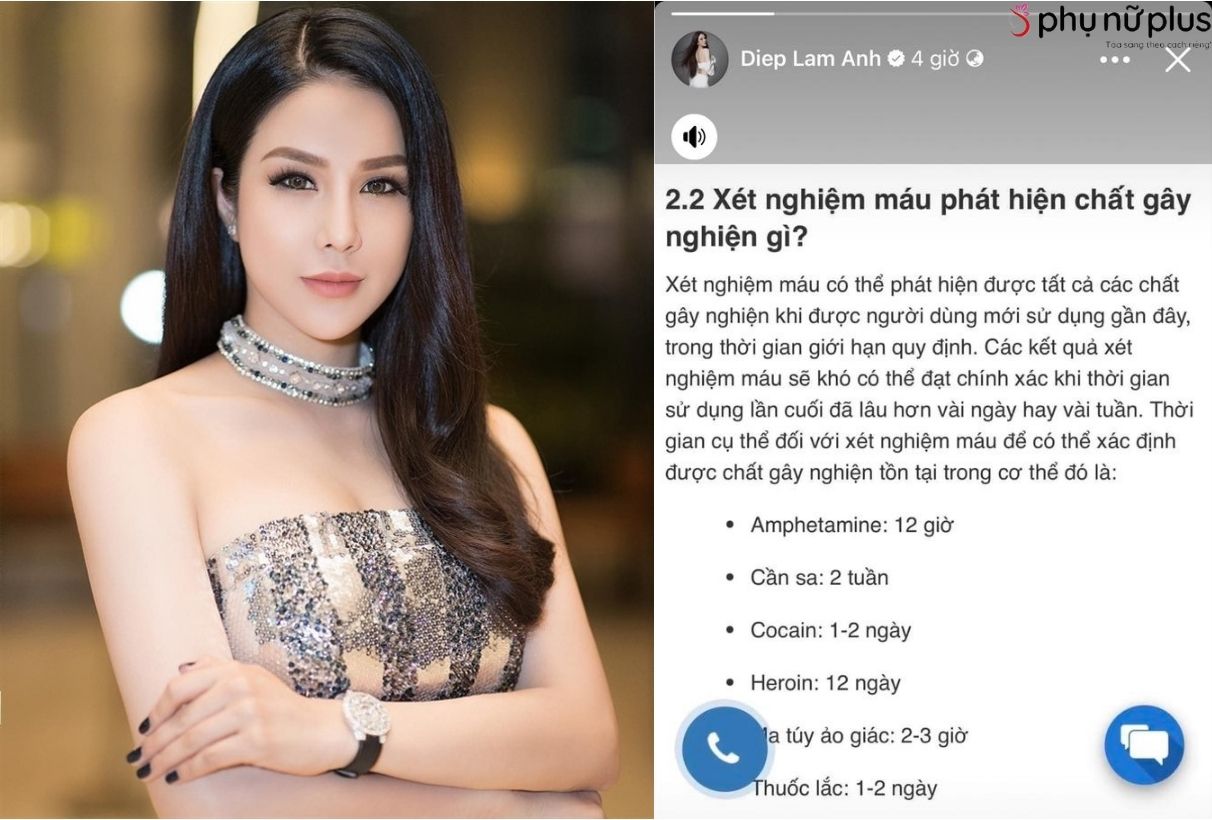 phụ nữ plus
Tỏa sáng theo cách riêng
Diep Lam Anh 4 giờ
2.2 Xét nghiệm máu phát hiện chất gây
nghiện gì?
Xét nghiệm máu có thể phát hiện được tất cả các chất
gây nghiện khi được người dùng mới sử dụng gần đây,
trong thời gian giới hạn quy định. Các kết quả xét
nghiệm máu sẽ khó có thể đạt chính xác khi thời gian
sử dụng lần cuối đã lâu hơn vài ngày hay vài tuần. Thời
gian cụ thể đối với xét nghiệm máu để có thể xác định
được chất gây nghiện tồn tại trong cơ thể đó là:
• Amphetamine: 12 giờ
• Cần sa: 2 tuần
• Cocain: 1-2 ngày
• Heroin: 12 ngày
túy ảo giác: 2-3 giờ
Thuốc lắc: 1-2 ngày